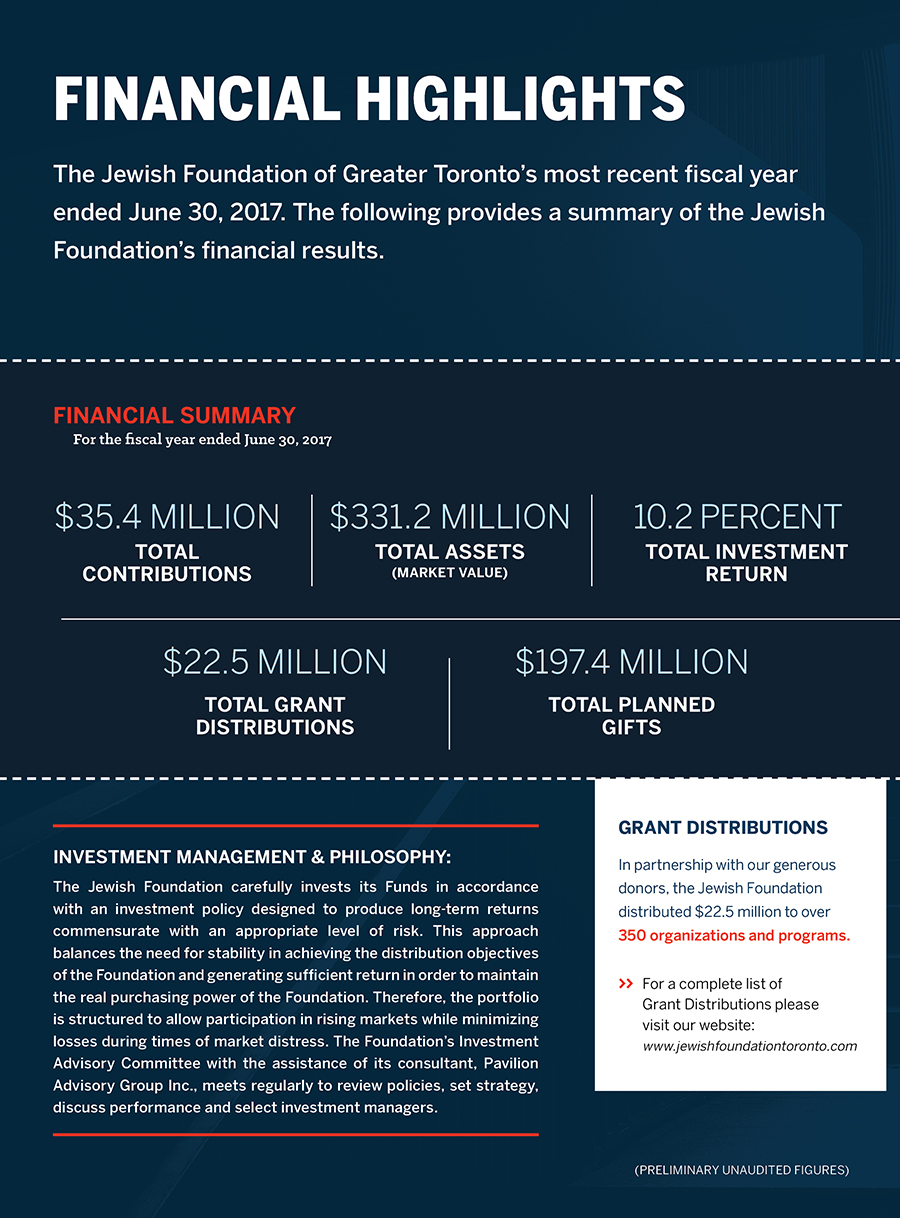 FINANCIAL HIGHLIGHTS
The Jewish Foundation of Greater Toronto’s most recent fiscal year
ended June 30, 2017. The following provides a summary of the Jewish
Foundation’s financial results.
FINANCIAL SUMMARY
For the fiscal year ended June 30, 2017
$35.4 MILLION
TOTAL
CONTRIBUTIONS
$331.2 MILLION
TOTAL ASSETS
(MARKET VALUE)
10.2 PERCENT
TOTAL INVESTMENT
RETURN
$22.5 MILLION
TOTAL GRANT
DISTRIBUTIONS
$197.4 MILLION
TOTAL PLANNED
GIFTS
INVESTMENT MANAGEMENT & PHILOSOPHY:
The Jewish Foundation carefully invests its Funds in accordance
with an investment policy designed to produce long-term returns
commensurate with an appropriate level of risk. This approach
balances the need for stability in achieving the distribution objectives
of the Foundation and generating sufficient return in order to maintain
the real purchasing power of the Foundation. Therefore, the portfolio
is structured to allow participation in rising markets while minimizing
losses during times of market distress. The Foundation’s Investment
Advisory Committee with the assistance of its consultant, Pavilion
Advisory Group Inc., meets regularly to review policies, set strategy,
discuss performance and select investment managers.
GRANT DISTRIBUTIONS
In partnership with our generous
donors, the Jewish Foundation
distributed $22.5 million to over
350 organizations and programs.
›› For a complete list of
Grant Distributions please
visit our website:
www.jewishfoundationtoronto.com
(PRELIMINARY UNAUDITED FIGURES)